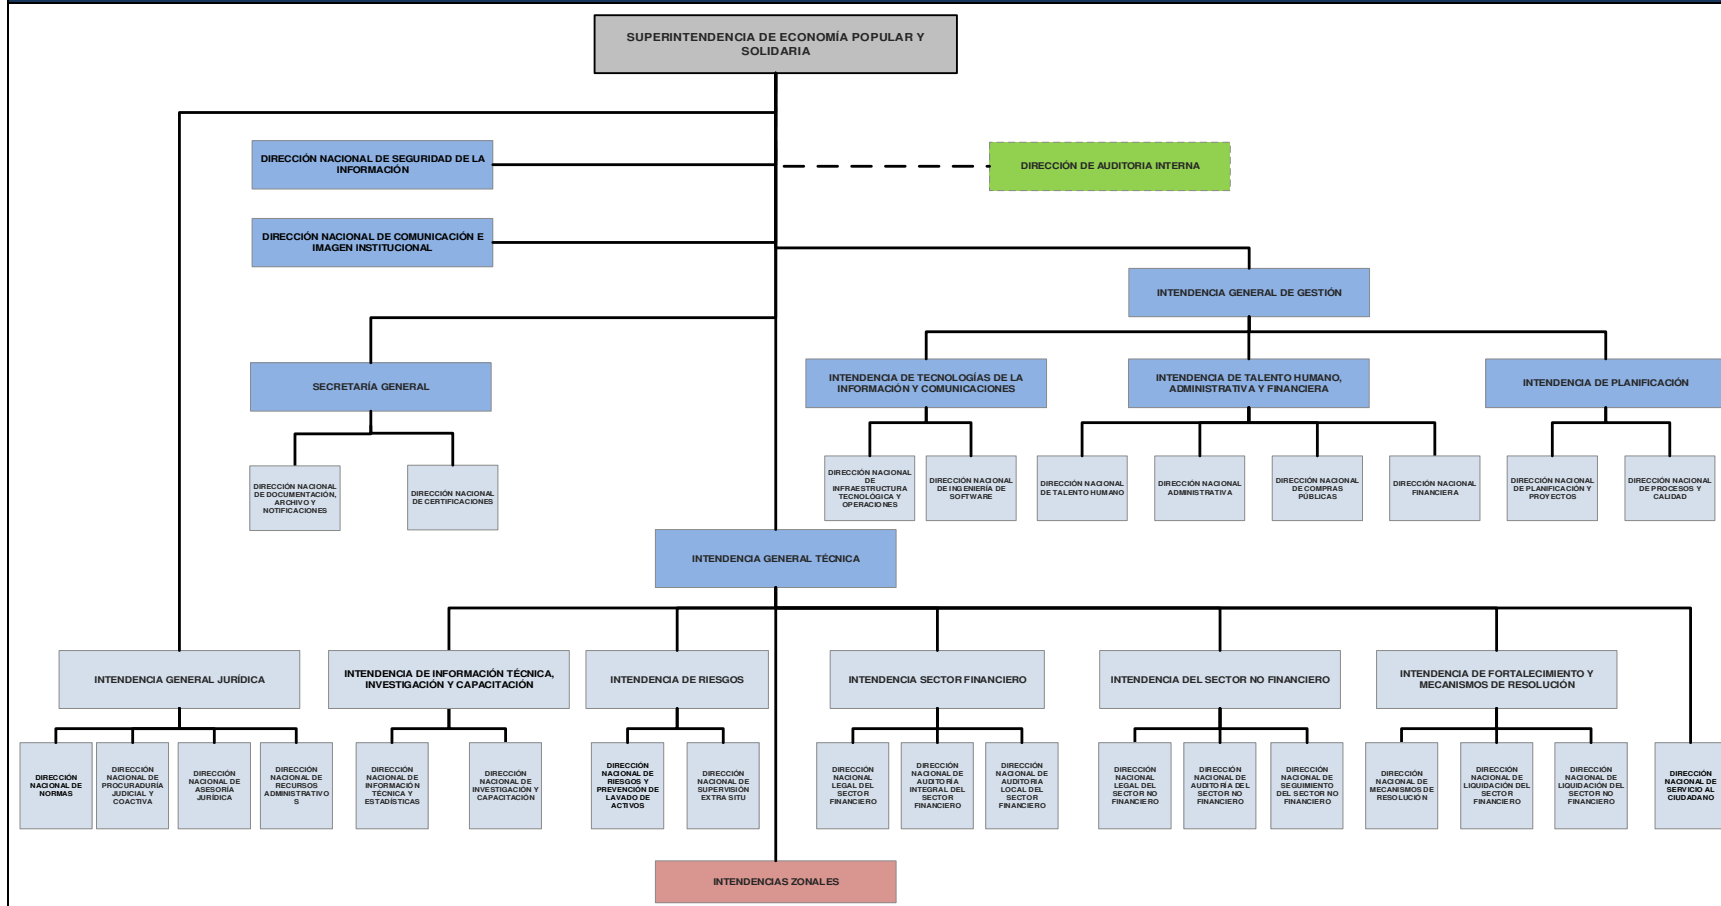 SUPERINTENDENCIA DE ECONOMÍA POPULAR Y
SOLIDARIA
DIRECCIÓN NACIONAL DE SEGURIDAD DE LA
INFORMACIÓN
DIRECCIÓN DE AUDITORIA INTERNA
DIRECCIÓN NACIONAL DE COMUNICACIÓN E
IMAGEN INSTITUCIONAL
INTENDENCIA GENERAL DE GESTIÓN
SECRETARÍA GENERAL
INTENDENCIA DE TECNOLOGÍAS DE LA
INFORMACIÓN Y COMUNICACIONES
INTENDENCIA DE TALENTO HUMANO,
ADMINISTRATIVA Y FINANCIERA
INTENDENCIA DE PLANIFICACIÓN
DIRECCIÓN NACIONAL
DE DOCUMENTACIÓN,
ARCHIVO Y
NOTIFICACIONES
DIRECCIÓN NACIONAL
DE CERTIFICACIONES
DIRECCIÓN NACIONAL
DE
INFRAESTRUCTURA
TECNOLÓGICA Y
OPERACIONES
DIRECCIÓN NACIONAL
DE INGENIERÍA DE
SOFTWARE
DIRECCIÓN NACIONAL
DE TALENTO HUMANO
DIRECCIÓN NACIONAL
ADMINISTRATIVA
DIRECCIÓN NACIONAL
DE COMPRAS
PÚBLICAS
DIRECCIÓN NACIONAL
FINANCIERA
DIRECCIÓN NACIONAL
DE PLANIFICACIÓN Y
PROYECTOS
DIRECCIÓN NACIONAL
DE PROCESOS Y
CALIDAD
INTENDENCIA GENERAL TÉCNICA
INTENDENCIA GENERAL JURÍDICA
INTENDENCIA DE INFORMACIÓN TÉCNICA,
INVESTIGACIÓN Y CAPACITACIÓN
INTENDENCIA DE RIESGOS
INTENDENCIA SECTOR FINANCIERO
INTENDENCIA DEL SECTOR NO FINANCIERO
INTENDENCIA DE FORTALECIMIENTO Y
MECANISMOS DE RESOLUCIÓN
DIRECCIÓN
NACIONAL DE
NORMAS
DIRECCIÓN
NACIONAL DE
PROCURADURÍA
JUDICIAL Y
COACTIVA
DIRECCIÓN
NACIONAL DE
ASESORÍA
JURÍDICA
DIRECCIÓN
NACIONAL DE
RECURSOS
ADMINISTRATIVO
S
DIRECCIÓN
NACIONAL DE
INFORMACIÓN
TÉCNICA Y
ESTADÍSTICAS
DIRECCIÓN
NACIONAL DE
INVESTIGACIÓN Y
CAPACITACIÓN
DIRECCIÓN
NACIONAL DE
RIESGOS Y
PREVENCIÓN DE
LAVADO DE
ACTIVOS
DIRECCIÓN
NACIONAL DE
SUPERVISIÓN
EXTRA SITU
DIRECCIÓN
NACIONAL
LEGAL DEL
SECTOR
FINANCIERO
DIRECCIÓN
NACIONAL DE
AUDITORÍA
INTEGRAL DEL
SECTOR
FINANCIERO
DIRECCIÓN
NACIONAL DE
AUDITORIA
LOCAL DEL
SECTOR
FINANCIERO
DIRECCIÓN
NACIONAL
LEGAL DEL
SECTOR NO
FINANCIERO
DIRECCIÓN
NACIONAL DE
AUDITORÍA DEL
SECTOR NO
FINANCIERO
DIRECCIÓN
NACIONAL DE
SEGUIMIENTO
DEL SECTOR NO
FINANCIERO
DIRECCIÓN
NACIONAL DE
MECANISMOS DE
RESOLUCIÓN
DIRECCIÓN
NACIONAL DE
LIQUIDACIÓN DEL
SECTOR
FINANCIERO
DIRECCIÓN
NACIONAL DE
LIQUIDACIÓN DEL
SECTOR NO
FINANCIERO
DIRECCIÓN
NACIONAL DE
SERVICIO AL
CIUDADANO
INTENDENCIAS ZONALES